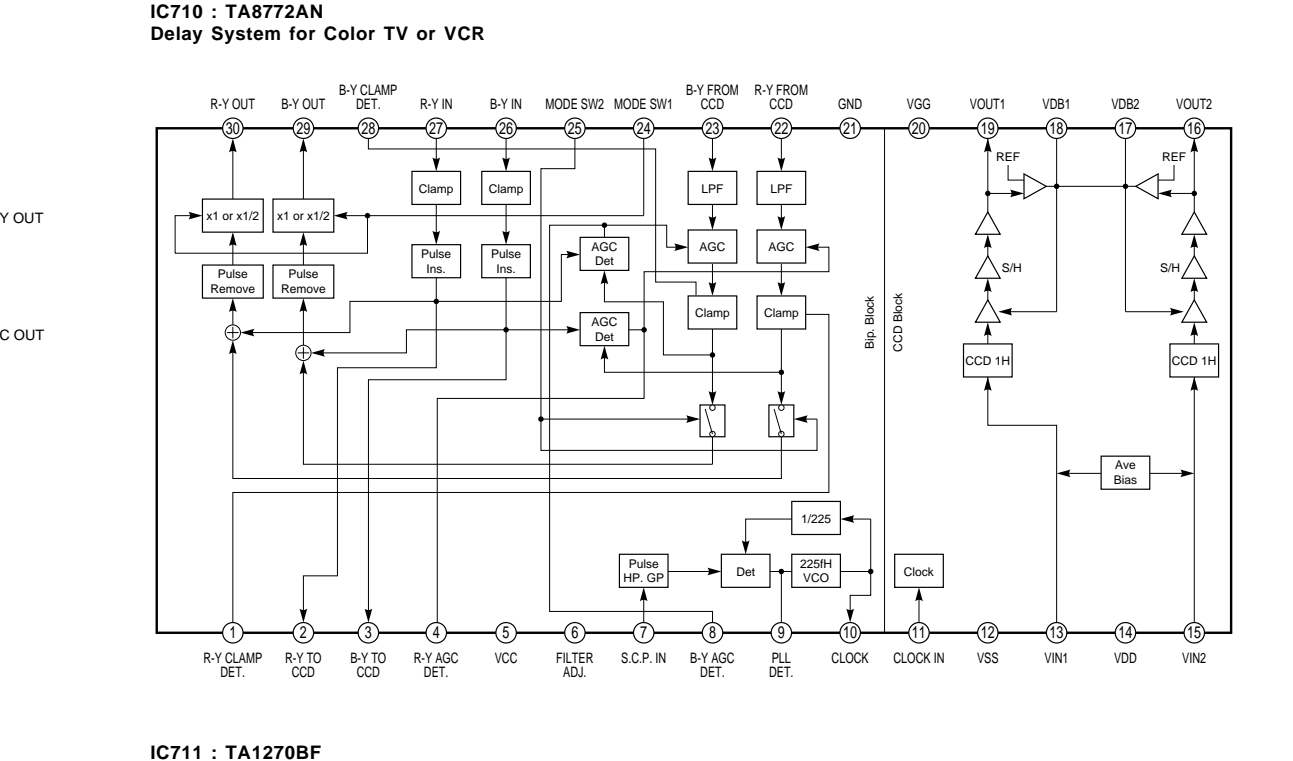 IC710 : TA8772AN
Delay System for Color TV or VCR
B-Y CLAMP B-Y FROM R-Y FROM
R-Y OUT B-Y OUT DET. R-Y IN B-Y IN MODE SW2 MODE SW1 CCD CCD GND VGG VOUT1 VDB1 VDB2 VOUT2
30 29 28 27 26 25 24 23 22 21 20 19 18 17 16
REF REF
Clamp Clamp LPF LPF
Y OUT
x1 or x1/2 x1 or x1/2
AGC Det AGC AGC
Pulse Ins. Pulse Ins.
Pulse Remove Pulse Remove
S/H S/H
Clamp Clamp
Bip. Block
CCD Block
C OUT
AGC Det
CCD 1H CCD 1H
Ave
Bias
1/225
Pulse
HP. GP
Det
225fH
VCO
Clock
1 2 3 4 5 6 7 8 9 10 11 12 13 14 15
R-Y CLAMP R-Y TO B-Y TO R-Y AGC VCC FILTER S.C.P. IN B-Y AGC PLL CLOCK CLOCK IN VSS VIN1 VDD VIN2
DET. CCD CCD DET. ADJ. DET. DET.
IC711 : TA1270BF